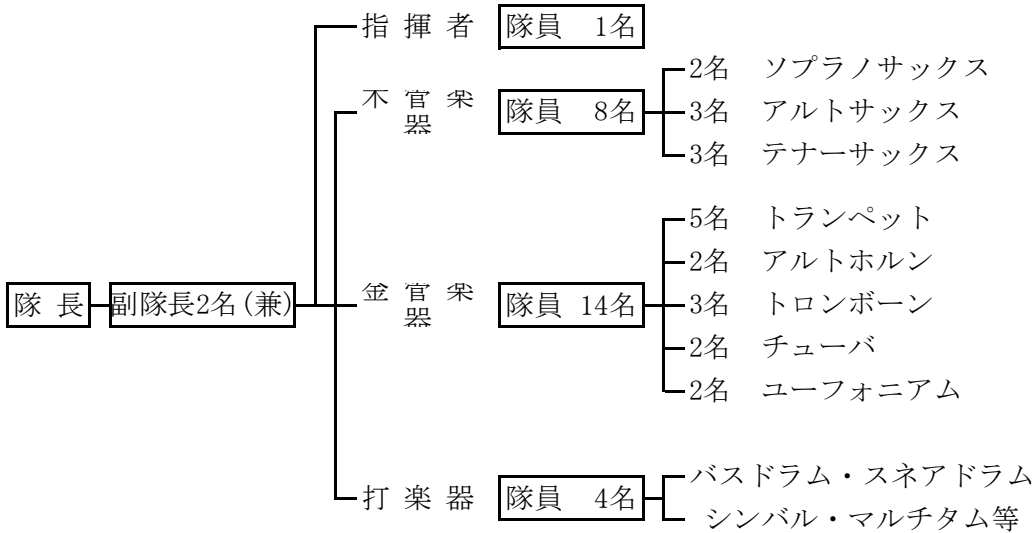 指揮者 隊員 1名
2名 ソプラノサックス
木管楽器 隊員 8名
3名 アルトサックス
3名 テナーサックス
5名 トランペット
2名 アルトホルン
隊長 副隊長2名(兼) 金管楽器 隊員 14名
3名 トロンボーン
2名 チューバ
2名 ユーフォニアム
打楽器 隊員 4名
バスドラム・スネアドラム
シンバル・マルチタム等